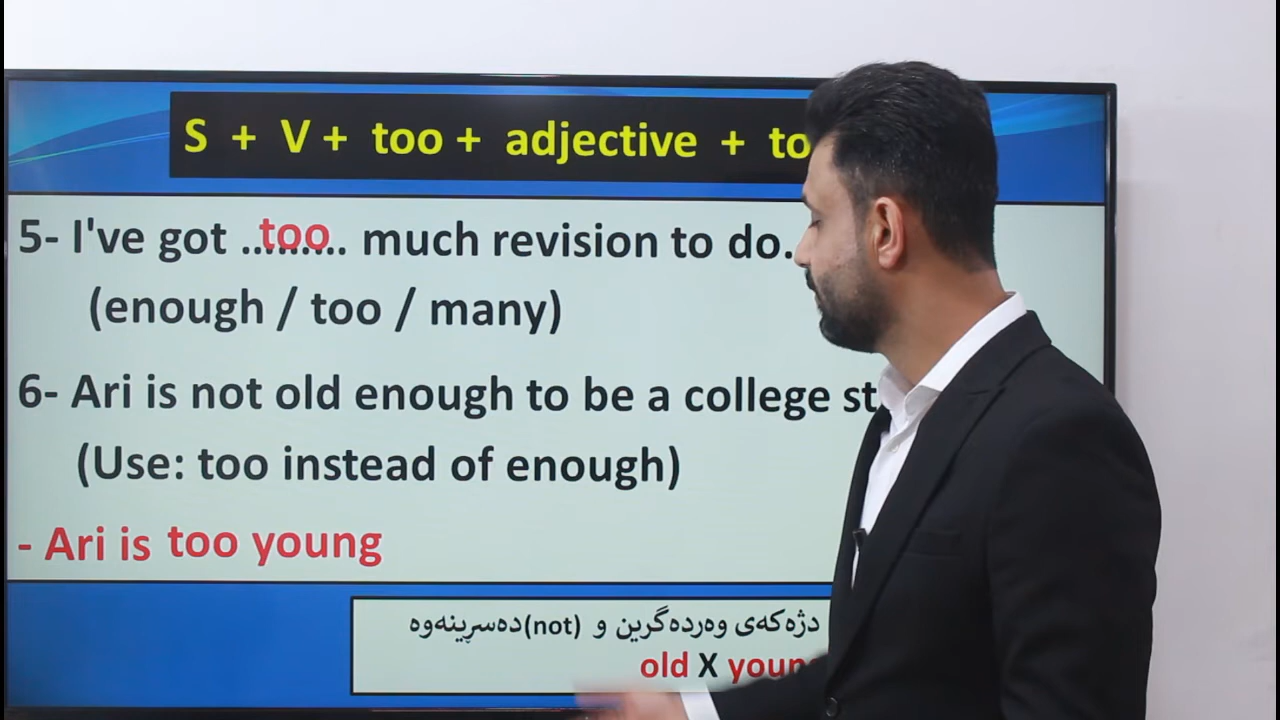 S + V + too + adjective + to
5- I've got ... too ... much revision to do.
(enough / too / many)
6- Ari is not old enough to be a college
(Use: too instead of enough)
- Ari is too young
دژەکەی وەردەگرین و (not) دەسڕینەوە
old X young